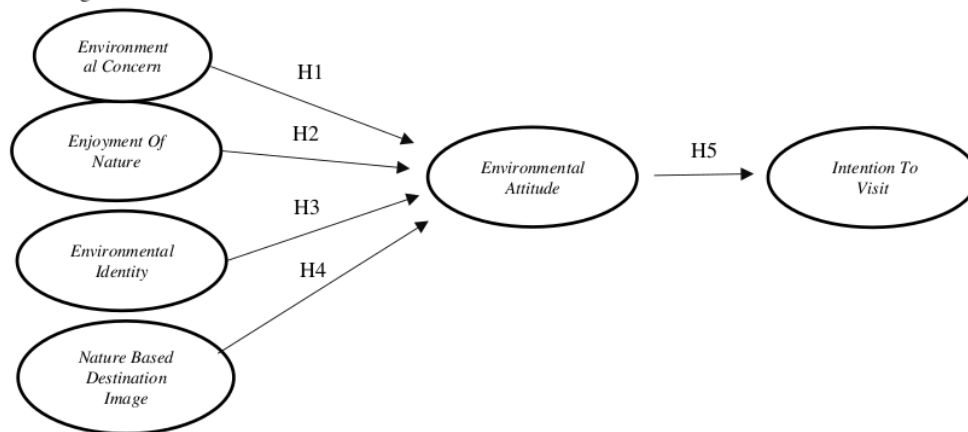 Environment
al Concern
H1
Enjoyment Of
Nature
H2
Environmental
Identity
H3
Nature Based
Destination
Image
H4
Environmental
Attitude
H5
Intention To
Visit